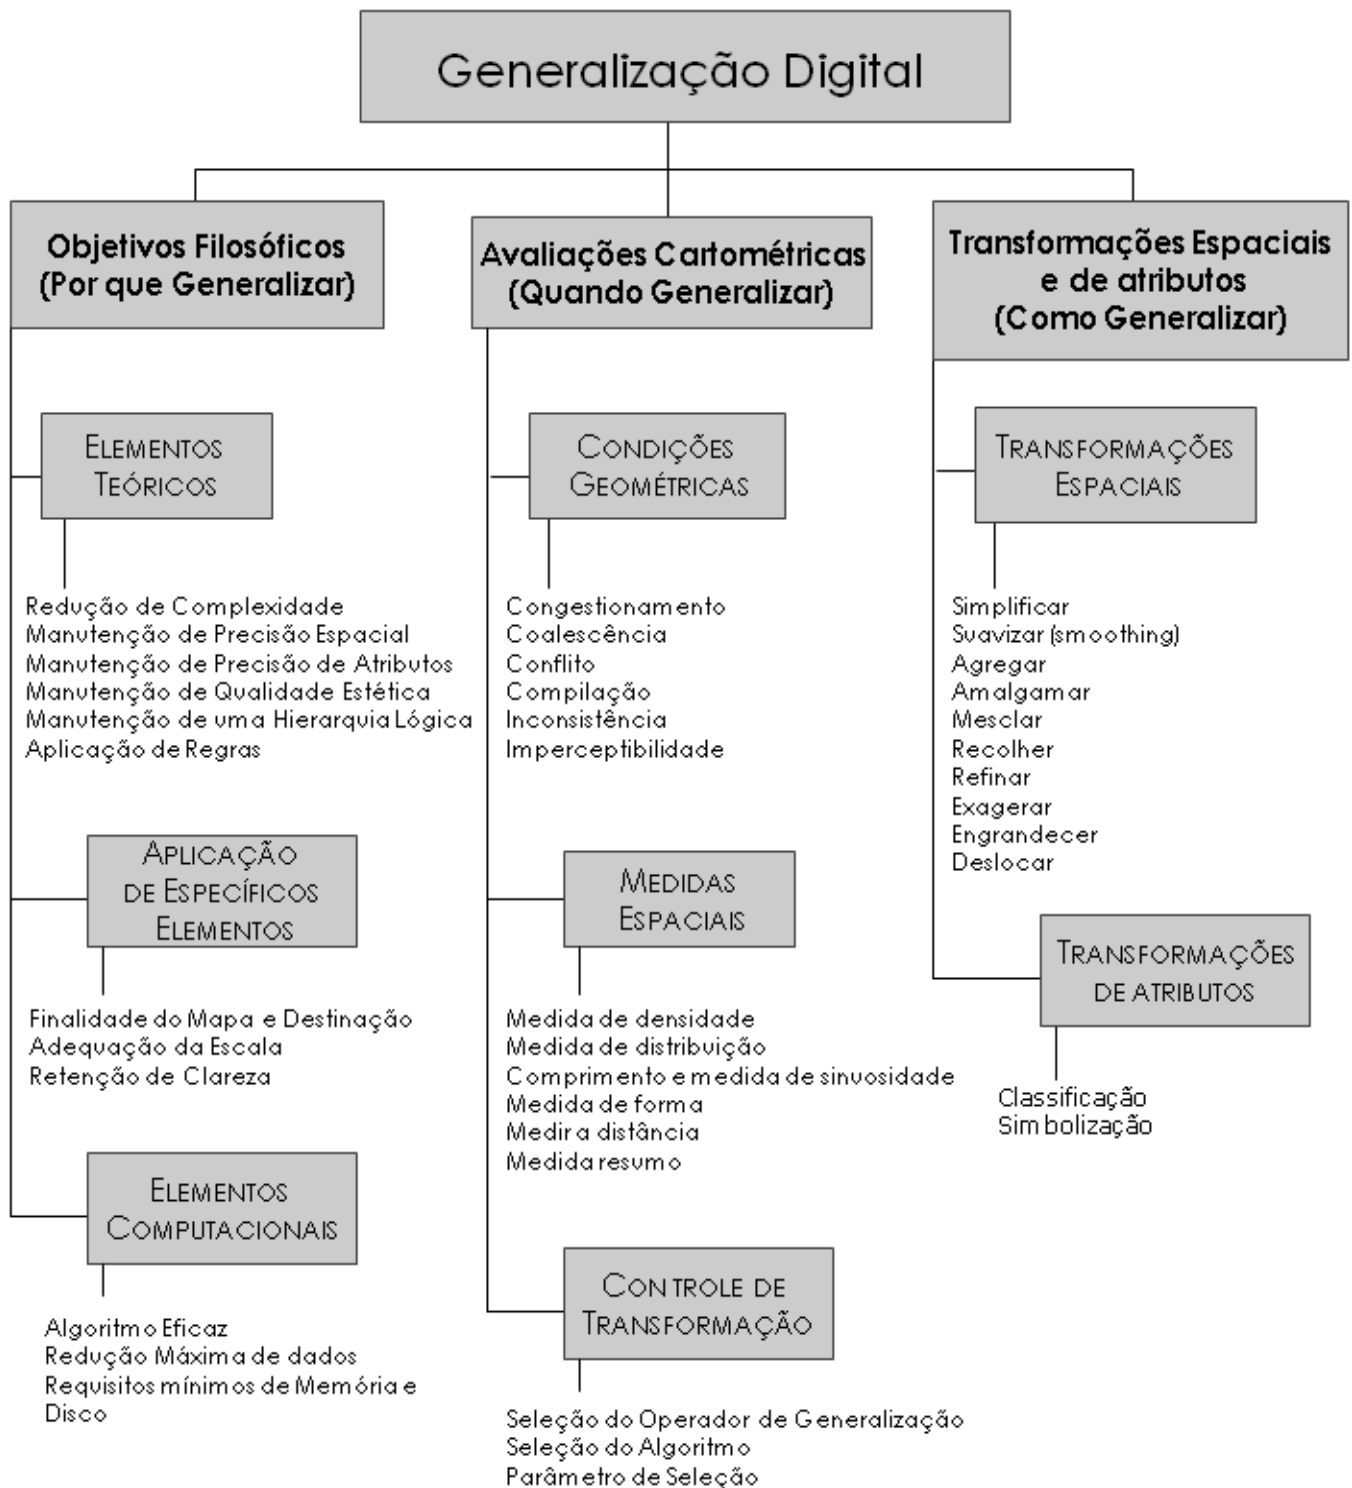 Generalização Digital
Objetivos Filosóficos
(Por que Generalizar)
ELEMENTOS
TEÓRICOS
Redução de Complexidade
Manutenção de Precisão Espacial
Manutenção de Precisão de Atributos
Manutenção de Qualidade Estética
Manutenção de uma Hierarquia Lógica
Aplicação de Regras
APLICAÇÃO
DE ESPECÍFICOS
ELEMENTOS
Finalidade do Mapa e Destinação
Adequação da Escala
Retenção de Clareza
ELEMENTOS
COMPUTACIONAIS
Algoritmo Eficaz
Redução Máxima de dados
Requisitos mínimos de Memória e
Disco
Avaliações Cartométricas
(Quando Generalizar)
CONDIÇÕES
GEOMÉTRICAS
Congestionamento
Coalescência
Conflito
Compilação
Inconsistência
Imperceptibilidade
MEDIDAS
ESPACIAIS
Medida de densidade
Medida de distribuição
Comprimento e medida de sinuosidade
Medida de forma
Medir a distância
Medida resumo
CONTROLE DE
TRANSFORMAÇÃO
Seleção do Operador de Generalização
Seleção do Algoritmo
Parâmetro de Seleção
Transformações Espaciais
e de atributos
(Como Generalizar)
TRANSFORMAÇÕES
ESPACIAIS
Simplificar
Suavizar (smoothing)
Agregar
Amalgamar
Mesclar
Recolher
Refinar
Exagerar
Engrandecer
Deslocar
TRANSFORMAÇÕES
DE ATRIBUTOS
Classificação
Simbolização